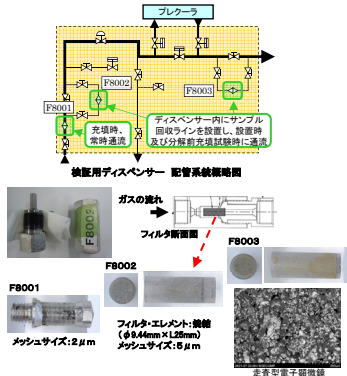 プレクーラ
F8002
F8003
F8001
充填時、
常時通流
ディスペンサー内にサンプル
回収ラインを設置し、設置時
及び分解前充填試験時に通流
検証用ディスペンサー 配管系統概略図
ガスの流れ
フィルタ断面図
F8003
F8003
F8002
F8001
メッシュサイズ：2μm
フィルタ・エレメント：焼結
（φ9.44mm×L25mm）
メッシュサイズ：5μm
走査型電子顕微鏡